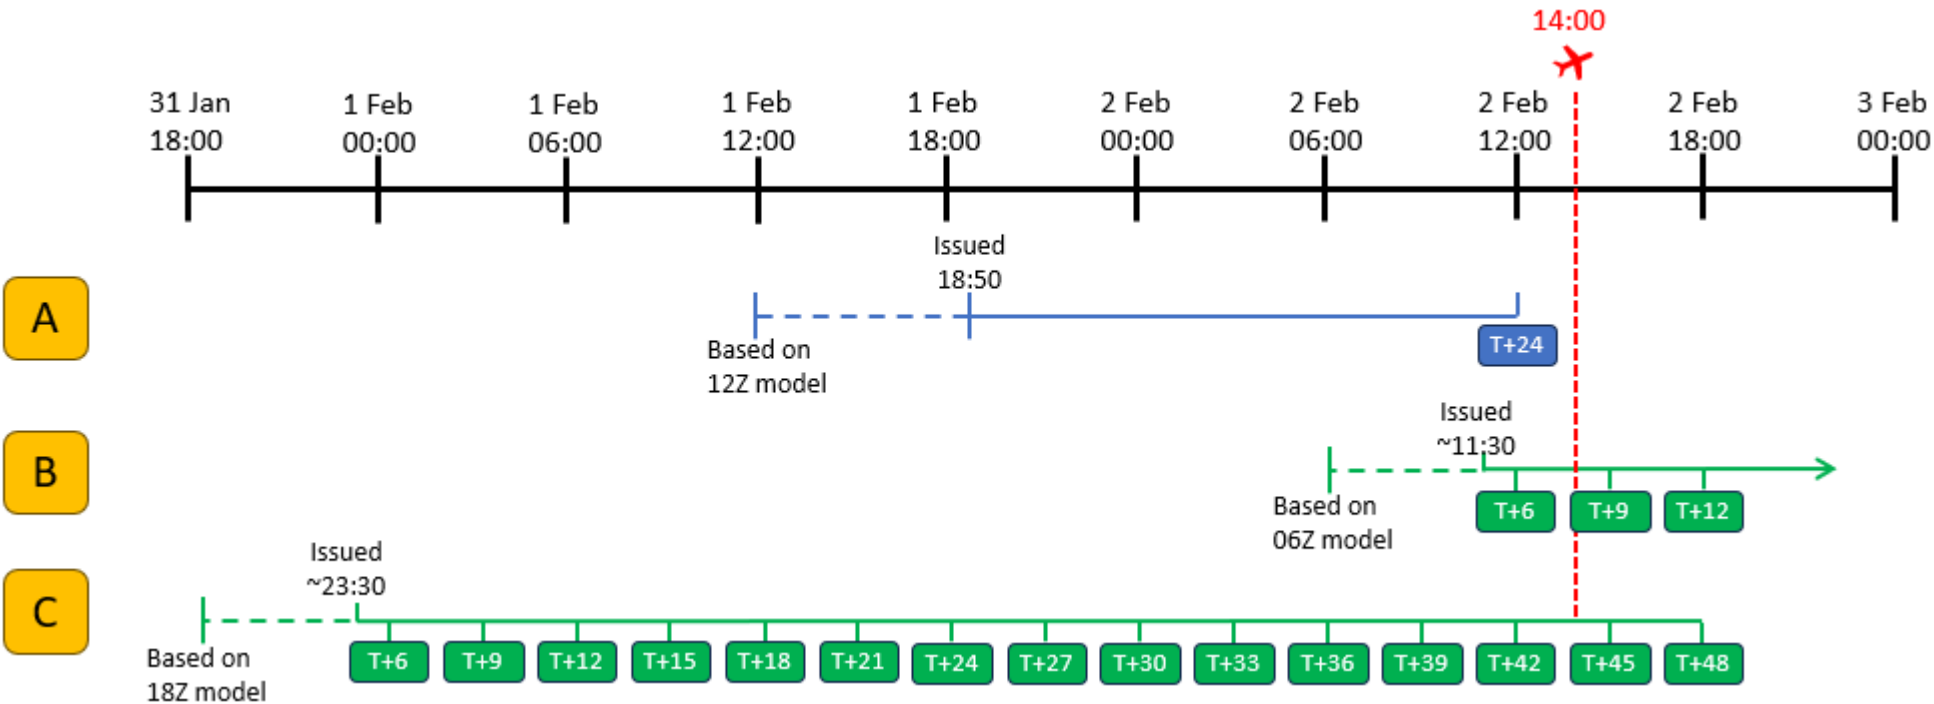 14:00
31 Jan 1 Feb 1 Feb 1 Feb 1 Feb 2 Feb 2 Feb 2 Feb 2 Feb 3 Feb
18:00 00:00 06:00 12:00 18:00 00:00 06:00 12:00 18:00 00:00
Issued
18:50
A
T+24
Based on
12Z model
Issued
~11:30
B
T+6 T+9 T+12
Based on
06Z model
Issued
~23:30
C
T+6 T+9 T+12 T+15 T+18 T+21 T+24 T+27 T+30 T+33 T+36 T+39 T+42 T+45 T+48
Based on
18Z model